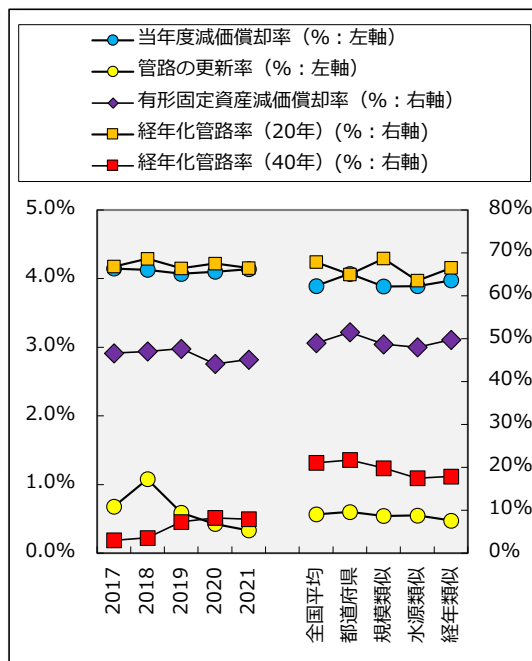 当年度減価償却率（%：左軸）
管路の更新率（%：左軸）
有形固定資産減価償却率（%：右軸）
経年化管路率（20年）(%：右軸)
経年化管路率（40年）(%：右軸)
5.0%
4.0%
3.0%
2.0%
1.0%
0.0%
80%
70%
60%
50%
40%
30%
20%
10%
0%
2017
2018
2019
2020
2021
全国平均
都道府県
規模類似
水源類似
経年類似